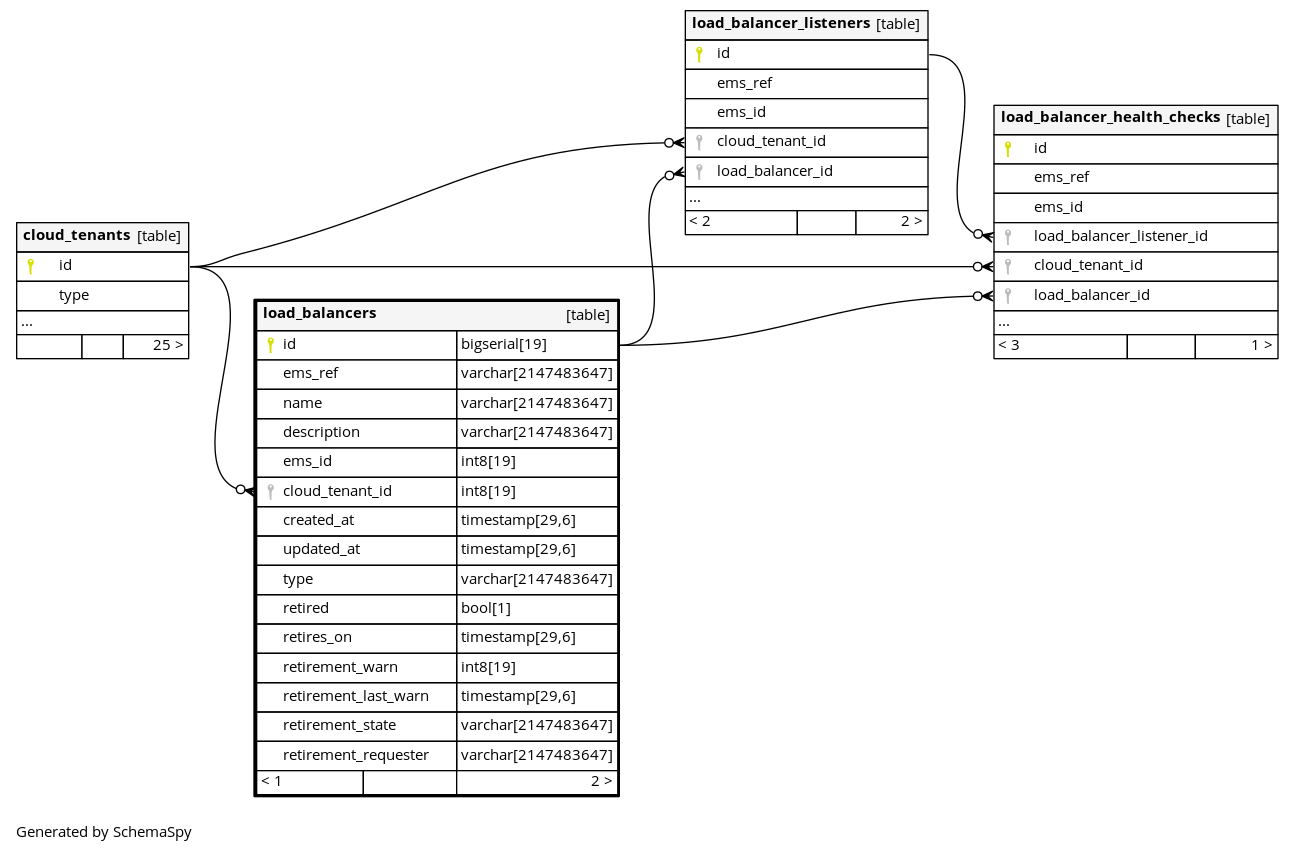 load_balancer_listeners [table]
id
ems_ref
ems_id
cloud_tenant_id
load_balancer_id
...
< 2 2 >
load_balancer_health_checks [table]
id
ems_ref
ems_id
load_balancer_listener_id
cloud_tenant_id
load_balancer_id
...
< 3 1 >
cloud_tenants [table]
id
type
...
25 >
load_balancers [table]
id bigserial[19]
ems_ref varchar[2147483647]
name varchar[2147483647]
description varchar[2147483647]
ems_id int8[19]
cloud_tenant_id int8[19]
created_at timestamp[29,6]
updated_at timestamp[29,6]
type varchar[2147483647]
retired bool[1]
retires_on timestamp[29,6]
retirement_warn int8[19]
retirement_last_warn timestamp[29,6]
retirement_state varchar[2147483647]
retirement_requester varchar[2147483647]
< 1 2 >
Generated by SchemaSpy